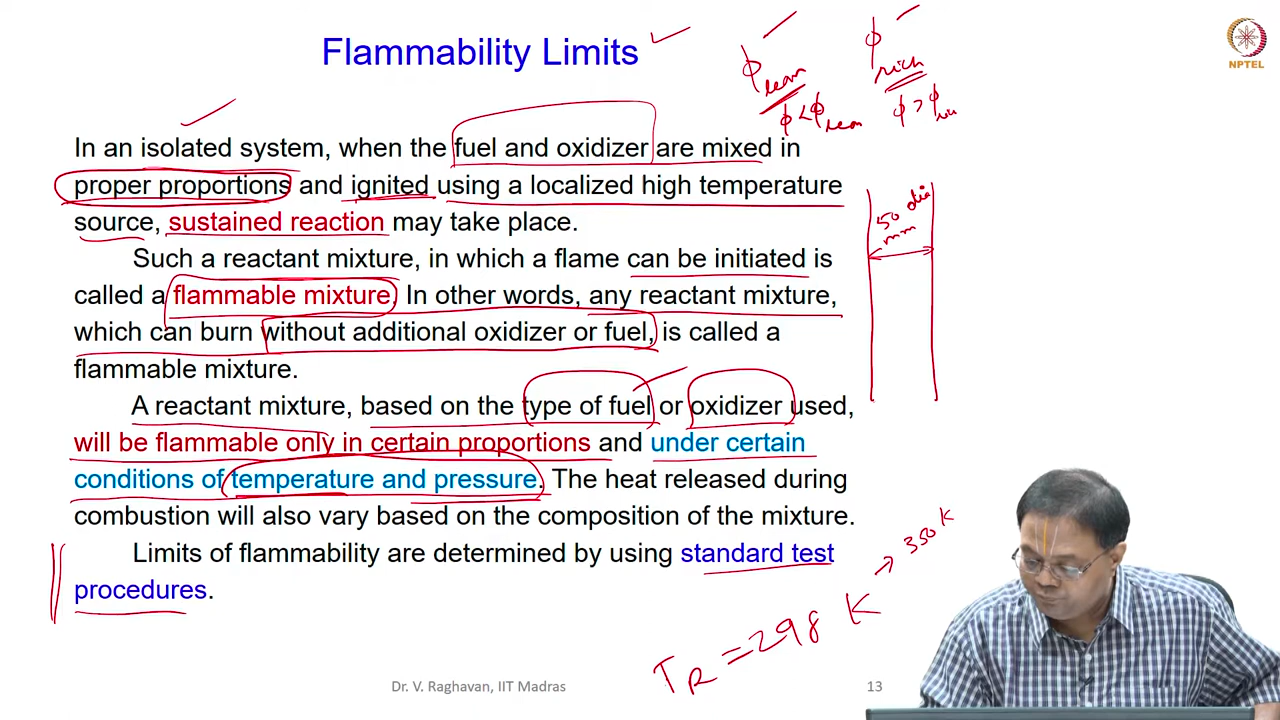 Flammability Limits
ϕlean
ϕrich
ϕ<ϕlean
ϕ>ϕric
NPTEL
In an isolated system, when the fuel and oxidizer are mixed in
proper proportions and ignited using a localized high temperature
source, sustained reaction may take place.
Such a reactant mixture, in which a flame can be initiated is
called a flammable mixture. In other words, any reactant mixture,
which can burn without additional oxidizer or fuel, is called a
flammable mixture.
A reactant mixture, based on the type of fuel or oxidizer used,
will be flammable only in certain proportions and under certain
conditions of temperature and pressure. The heat released during
combustion will also vary based on the composition of the mixture.
Limits of flammability are determined by using standard test
procedures.
50 dia
mm
TR = 298 K → 350 K
Dr. V. Raghavan, IIT Madras
13